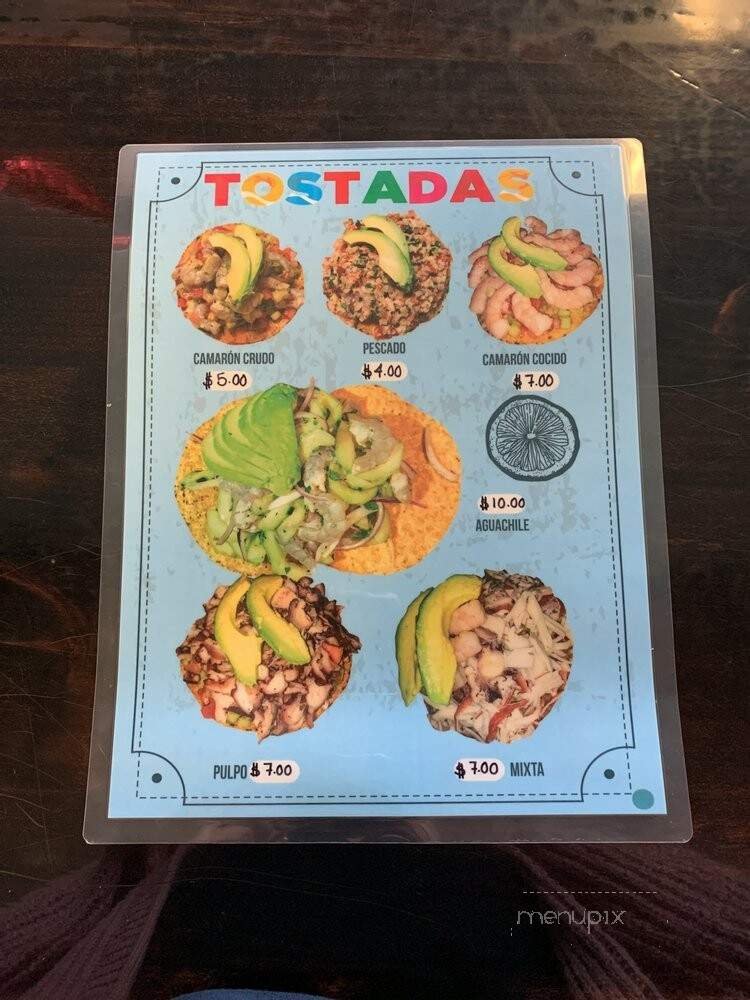 TOSTADAS
CAMARÓN CRUDO
$5.00
PESCADO
$4.00
CAMARÓN COCIDO
$7.00
$10.00
AGUACHILE
PULPO $7.00
$7.00 MIXTA
menupix